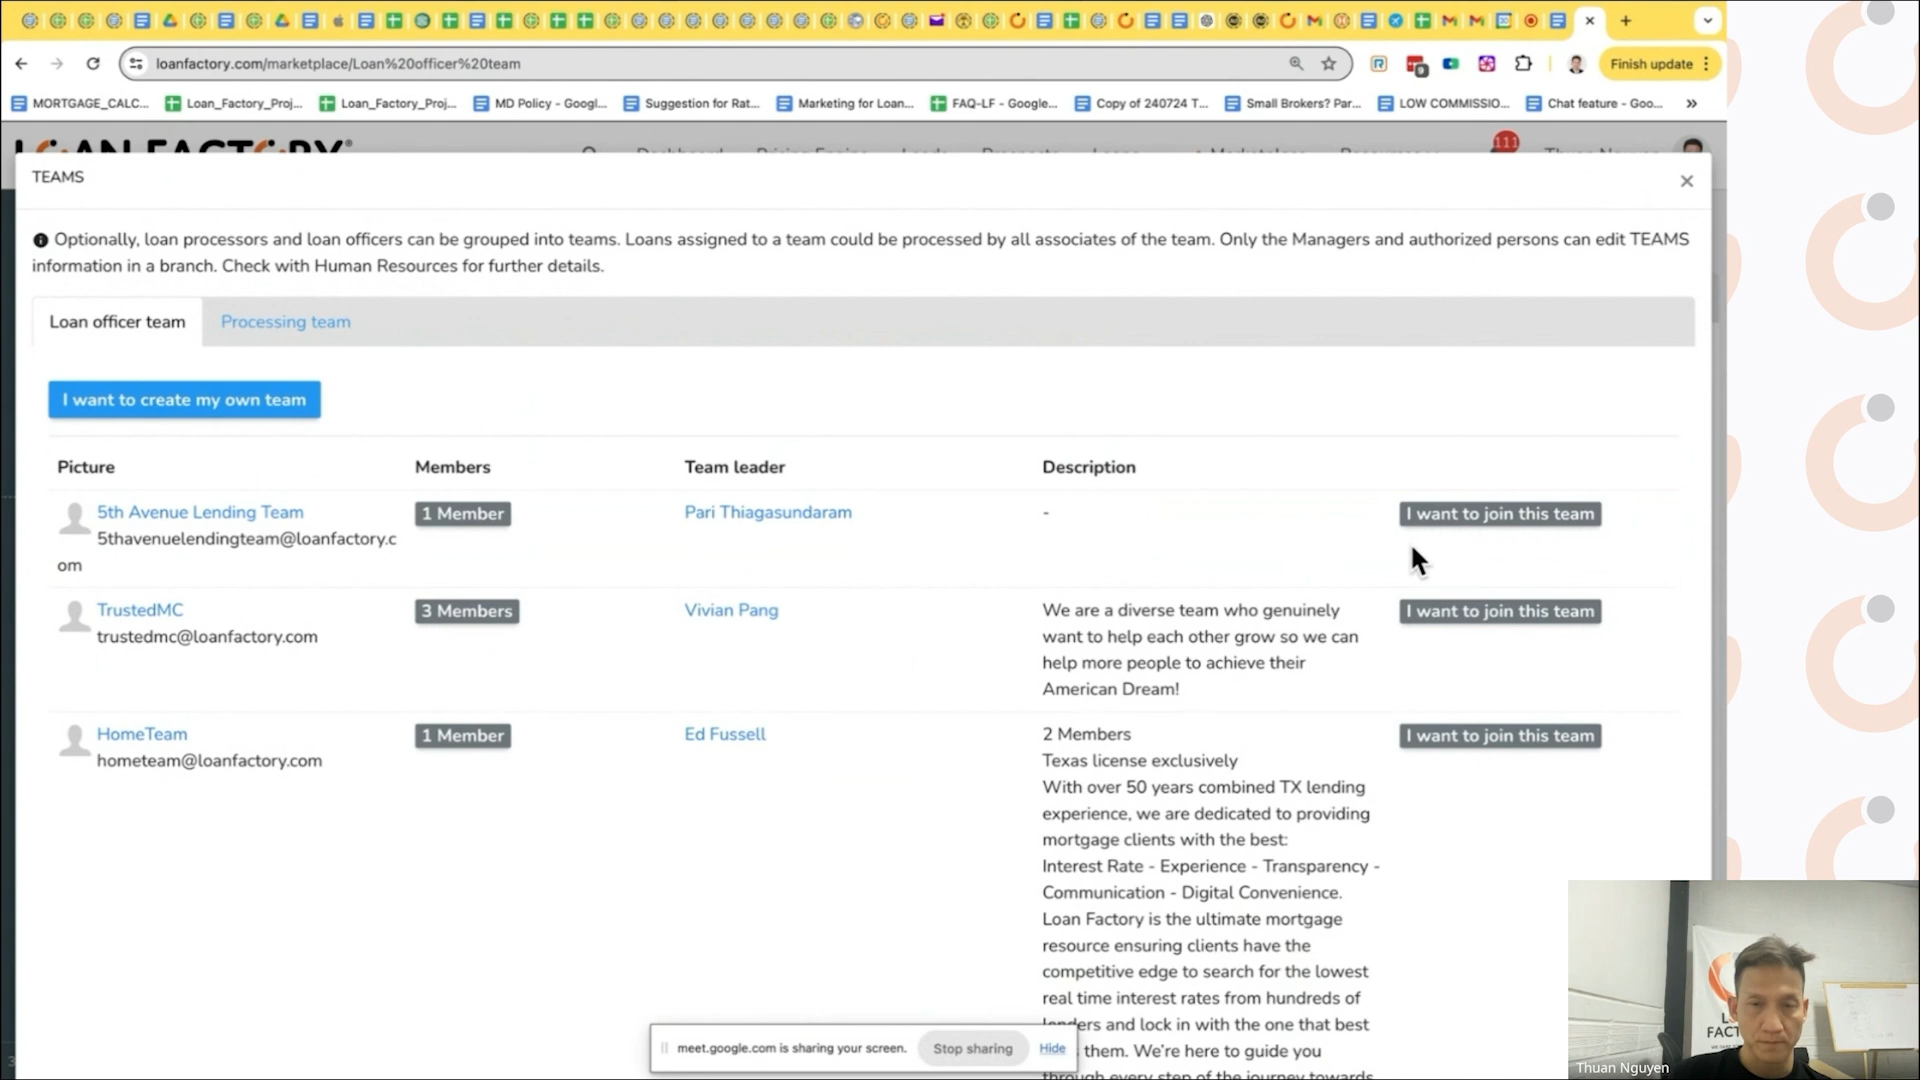 loanfactory.com/marketplace/Loan%20officer%20team
Finish update
MORTGAGE_CALC...
Loan_Factory_Proj...
Loan_Factory_Proj...
MD Policy - Googl...
Suggestion for Rat...
Marketing for Loan...
FAQ-LF - Google...
Copy of 240724 T...
Small Brokers? Par...
LOW COMMISSIO...
Chat feature - Goo...
»
LOAN FACTORY
111
TEAMS
Optionally, loan processors and loan officers can be grouped into teams. Loans assigned to a team could be processed by all associates of the team. Only the Managers and authorized persons can edit TEAMS
information in a branch. Check with Human Resources for further details.
Loan officer team
Processing team
I want to create my own team
Picture
Members
Team leader
Description
5th Avenue Lending Team
1 Member
Pari Thiagasundaram
-
I want to join this team
5thavenuelendingteam@loanfactory.c
om
TrustedMC
3 Members
Vivian Pang
We are a diverse team who genuinely
I want to join this team
trustedmc@loanfactory.com
want to help each other grow so we can
help more people to achieve their
American Dream!
HomeTeam
1 Member
Ed Fussell
2 Members
I want to join this team
hometeam@loanfactory.com
Texas license exclusively
With over 50 years combined TX lending
experience, we are dedicated to providing
mortgage clients with the best:
Interest Rate - Experience - Transparency -
Communication - Digital Convenience.
Loan Factory is the ultimate mortgage
resource ensuring clients have the
competitive edge to search for the lowest
real time interest rates from hundreds of
lenders and lock in with the one that best
them. We're here to guide you
through every step of the journey towards
meet.google.com is sharing your screen.
Stop sharing
Hide
Thuan Nguyen